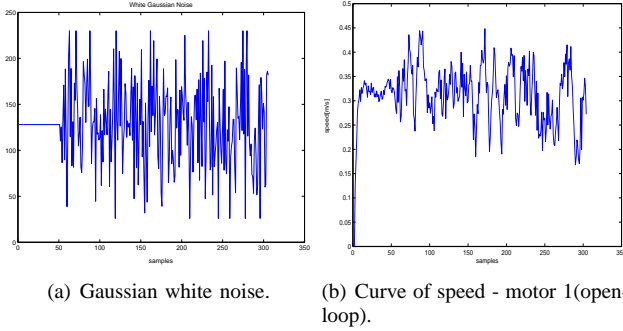 White Gaussian Noise
250
200
150
100
50
0
0 50 100 150 200 250 300 350
samples
0.5
0.45
0.4
0.35
0.3
0.25
0.2
0.15
0.1
0.05
0
speed[m/s]
0 50 100 150 200 250 300 350
samples
(a) Gaussian white noise.
(b) Curve of speed - motor 1(open-
loop).